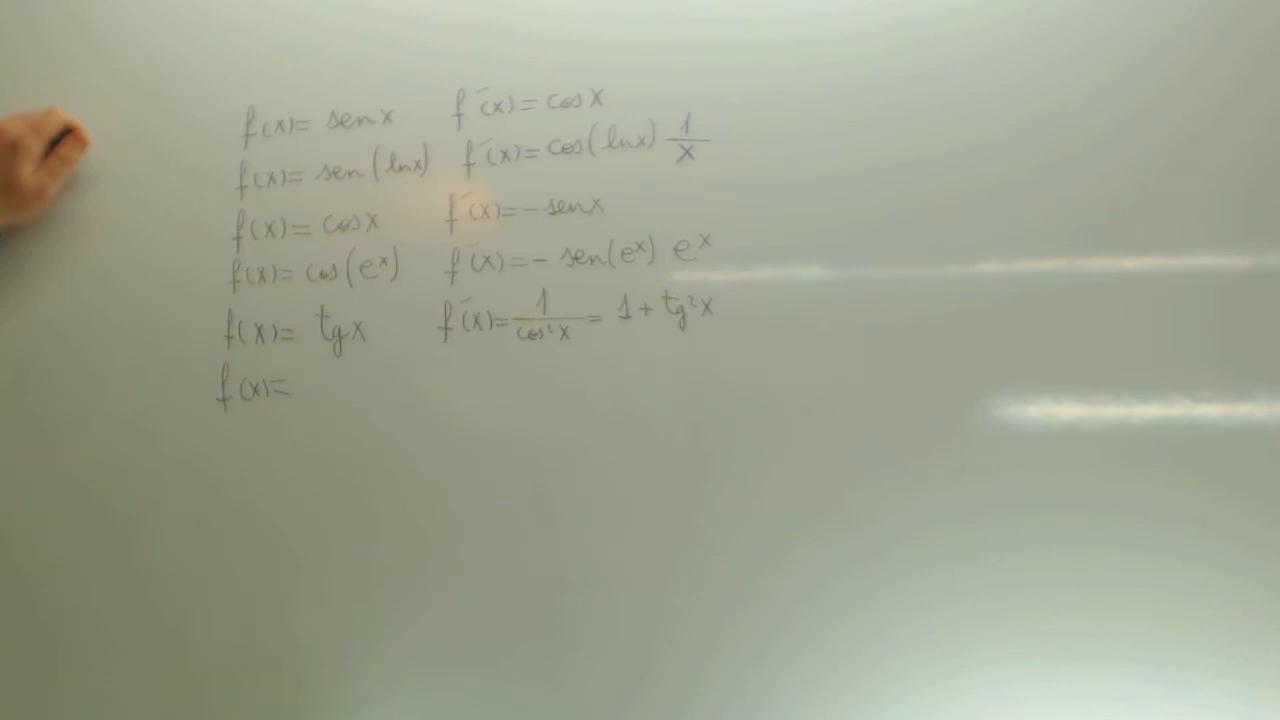 f(x)= sen x f'(x)= cos x
f(x)= sen (ln x) f'(x)= cos (ln x) 1/x
f(x)= cos x f'(x)= - sen x
f(x)= cos (eˣ) f'(x)= - sen(eˣ) eˣ
f(x)= tg x f'(x)= 1/cos²x = 1 + tg²x
f(x)=